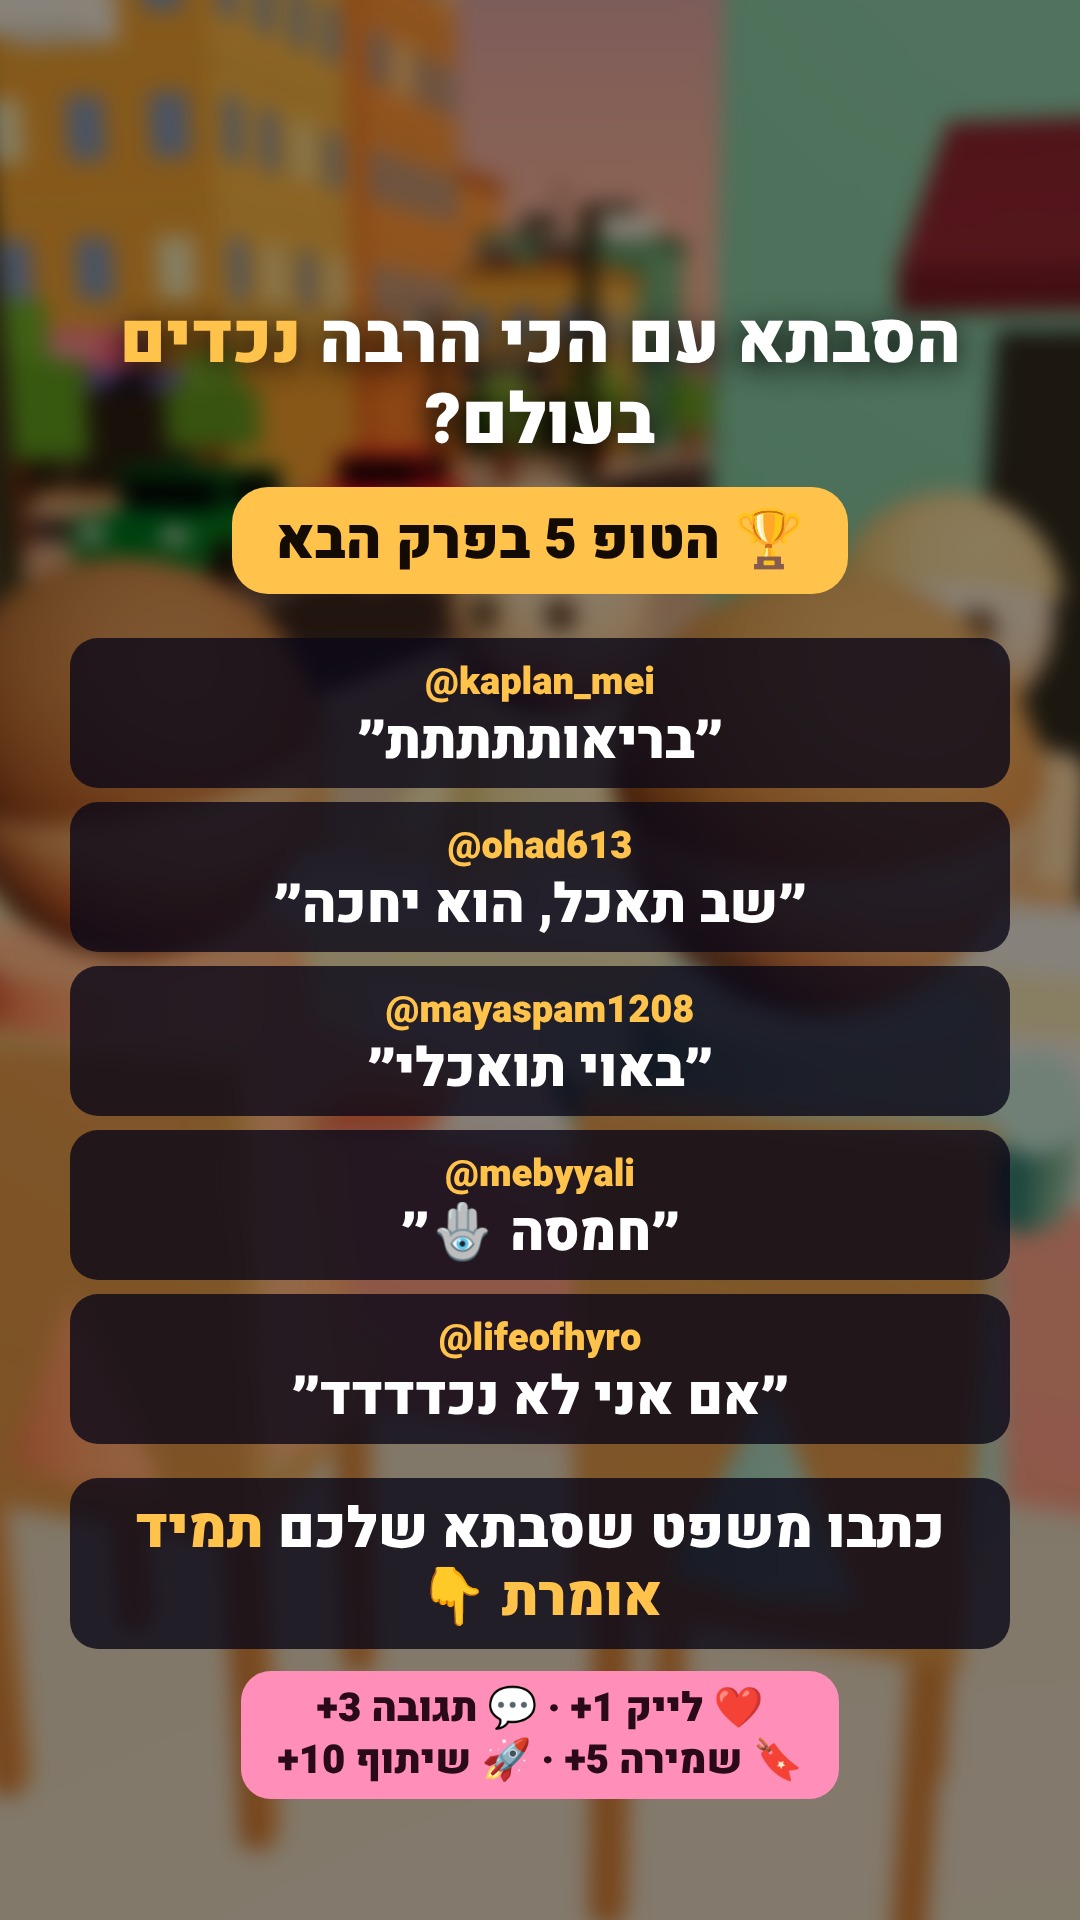 הסבתא עם הכי הרבה נכדים
בעולם?
🏆 הטופ 5 בפרק הבא
@kaplan_mei
״בריאותתתתת״
@ohad613
״שב תאכל, הוא יחכה״
@mayaspam1208
״באוי תואכלי״
@mebyyali
״חמסה 🪬״
@lifeofhyro
״אם אני לא נכדדדד״
כתבו משפט שסבתא שלכם תמיד
אומרת 👇
❤️ לייק 1+ · 💬 תגובה 3+
🔖 שמירה 5+ · 🚀 שיתוף 10+